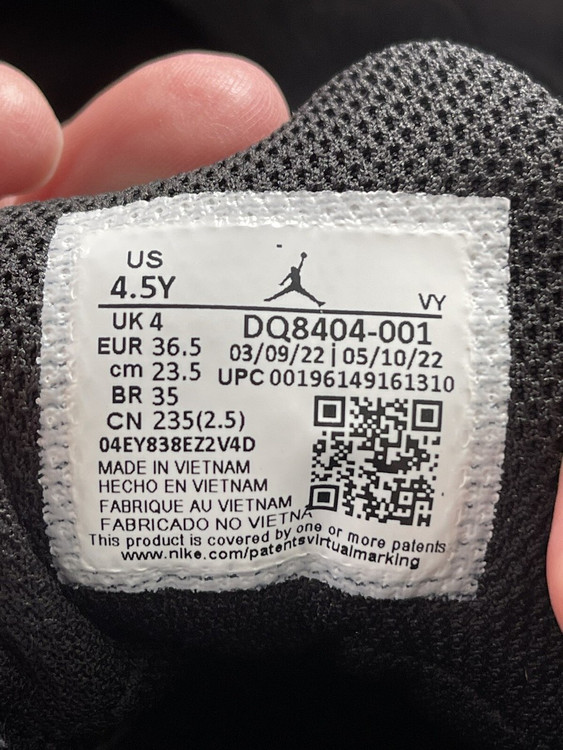 US
4.5Y
VY
UK 4
EUR 36.5
cm 23.5
BR 35
CN 235(2.5)
DQ8404-001
03/09/22 | 05/10/22
UPC 00196149161310
04EY838EZ2V4D
MADE IN VIETNAM
HECHO EN VIETNAM
FABRIQUE AU VIETNAM
FABRICADO NO VIETNA
This product is covered by one or more patents
www.nike.com/patentsvirtualmarking